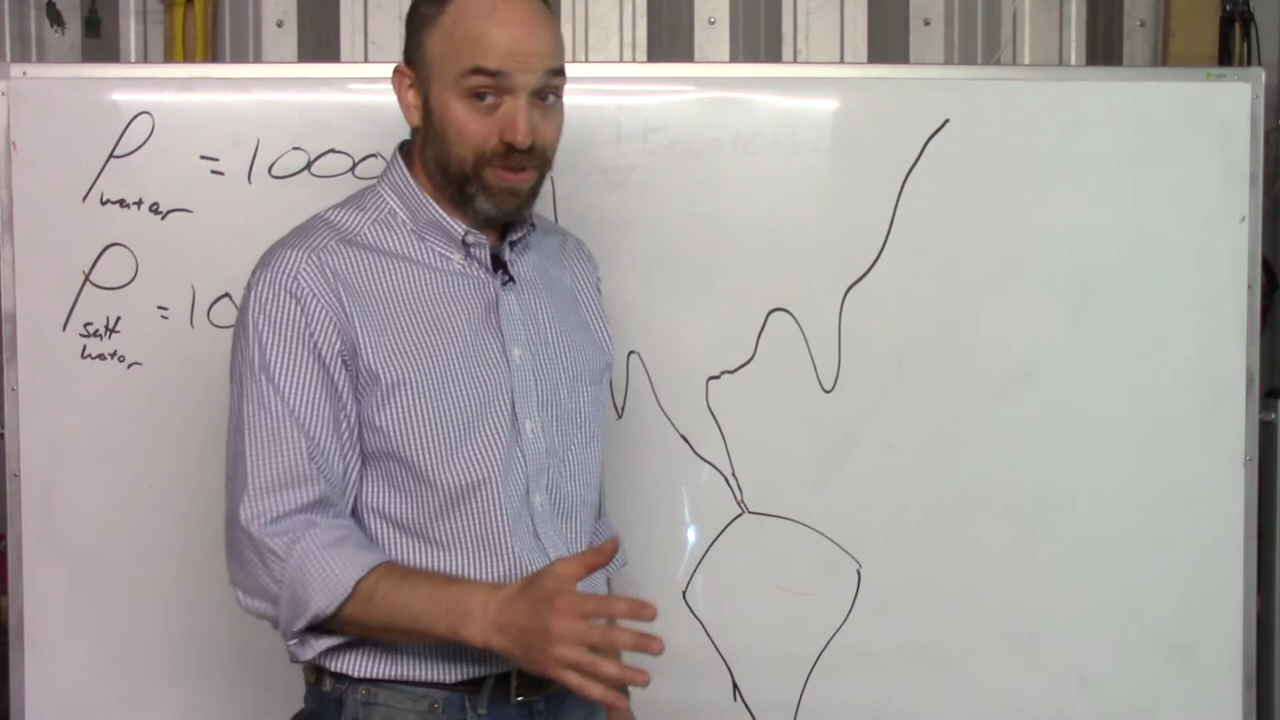 ρ = 1000
water
ρ = 10
salt
water